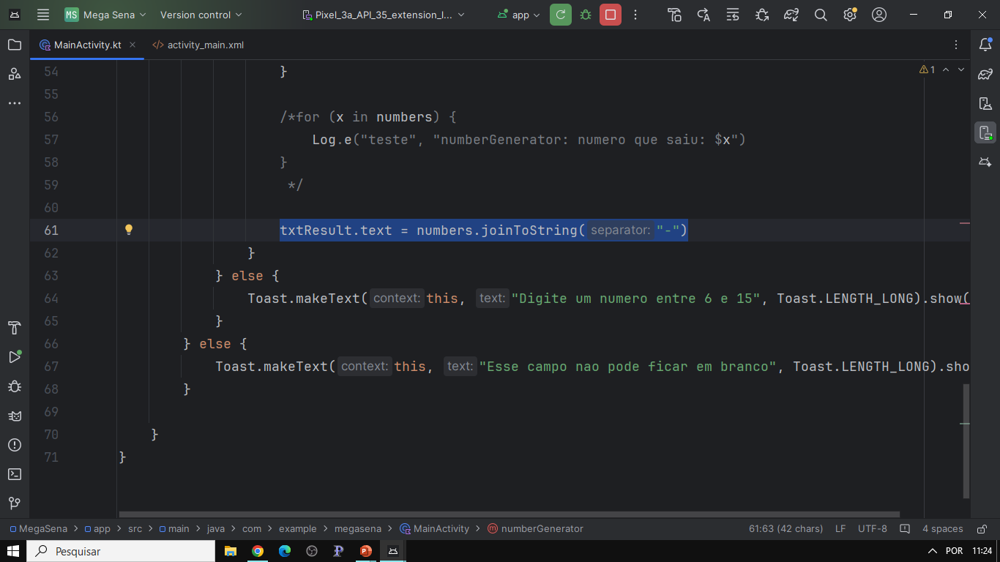 MS Mega Sena Version control Pixel_3a_API_35_extension_l... app
MainActivity.kt activity_main.xml
1
54 }
55
56 /*for (x in numbers) {
57 Log.e("teste", "numberGenerator: numero que saiu: $x")
58 }
59 */
60
61 txtResult.text = numbers.joinToString( separator: "-")
62 }
63 } else {
64 Toast.makeText( context: this, text: "Digite um numero entre 6 e 15", Toast.LENGTH_LONG).show(
65 }
66 } else {
67 Toast.makeText( context: this, text: "Esse campo nao pode ficar em branco", Toast.LENGTH_LONG).sho
68 }
69
70 }
71 }
MegaSena > app > src > main > java > com > example > megasena > MainActivity > numberGenerator 61:63 (42 chars) LF UTF-8 4 spaces
Pesquisar POR 11:24